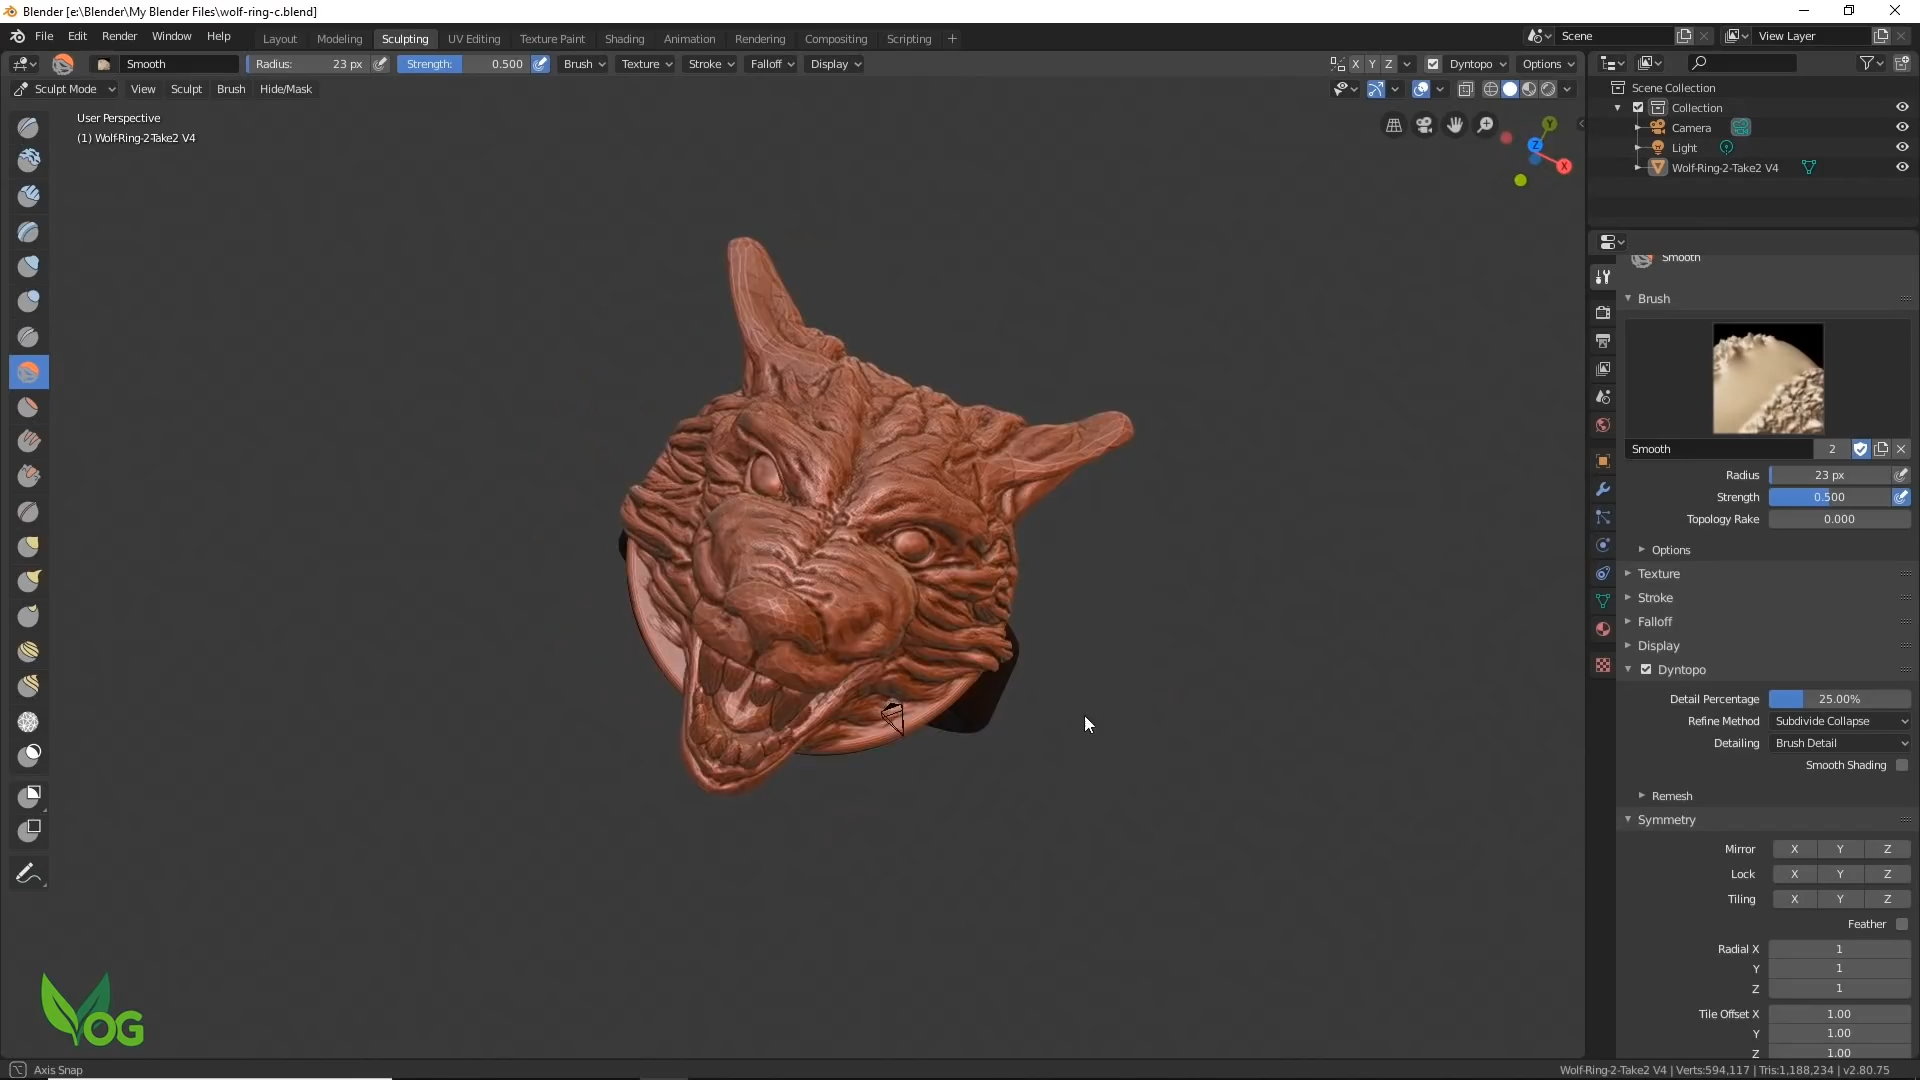 Blender [e:\Blender\My Blender Files\wolf-ring-c.blend]
File Edit Render Window Help Layout Modeling Sculpting UV Editing Texture Paint Shading Animation Rendering Compositing Scripting + Scene View Layer
Smooth Radius: 23 px Strength: 0.500 Brush Texture Stroke Falloff Display X Y Z Dyntopo Options
Sculpt Mode View Sculpt Brush Hide/Mask
User Perspective
(1) Wolf-Ring-2-Take2 V4
Y
Z
X
Scene Collection
Collection
Camera
Light
Wolf-Ring-2-Take2 V4
Smooth
Brush
Smooth 2
Radius 23 px
Strength 0.500
Topology Rake 0.000
Options
Texture
Stroke
Falloff
Display
Dyntopo
Detail Percentage 25.00%
Refine Method Subdivide Collapse
Detailing Brush Detail
Smooth Shading
Remesh
Symmetry
Mirror X Y Z
Lock X Y Z
Tiling X Y Z
Feather
Radial X 1
Y 1
Z 1
Tile Offset X 1.00
Y 1.00
Z 1.00
VOG
Axis Snap
Wolf-Ring-2-Take2 V4 | Verts:594,117 | Tris:1,188,234 | v2.80.75